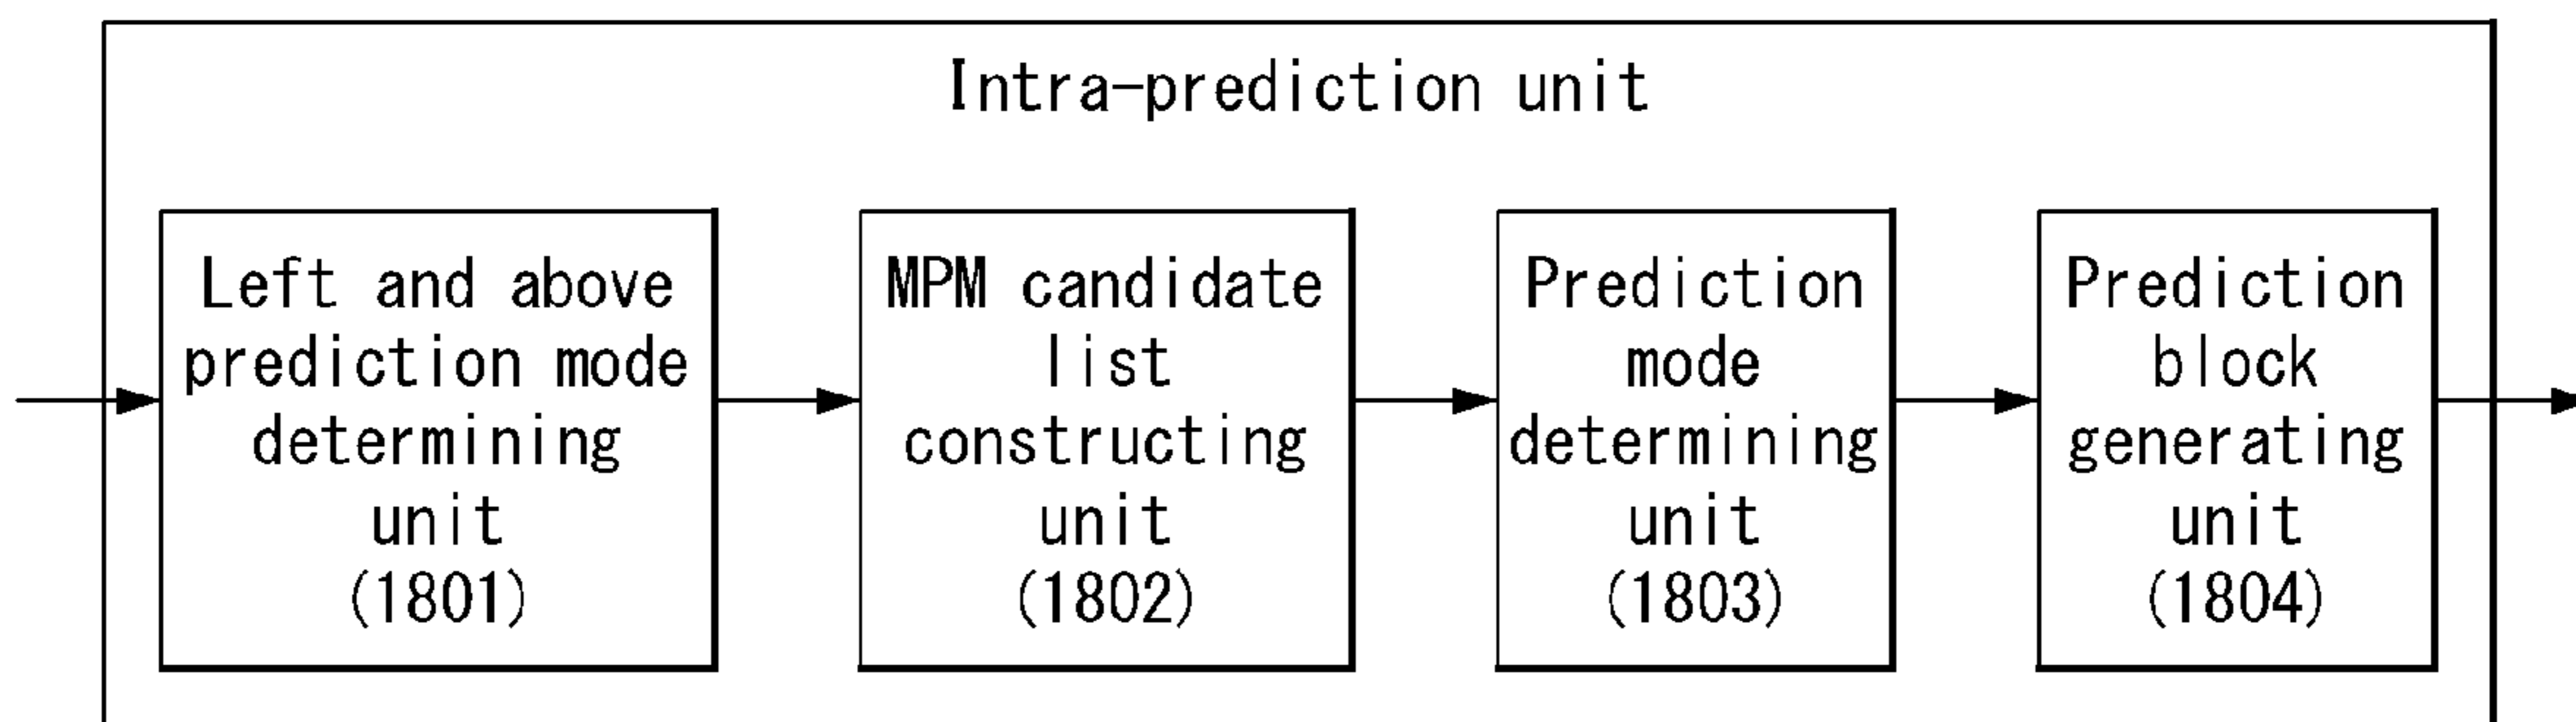 Intra-prediction unit
Left and above
prediction mode
determining
unit
(1801)
MPM candidate
list
constructing
unit
(1802)
Prediction
mode
determining
unit
(1803)
Prediction
block
generating
unit
(1804)